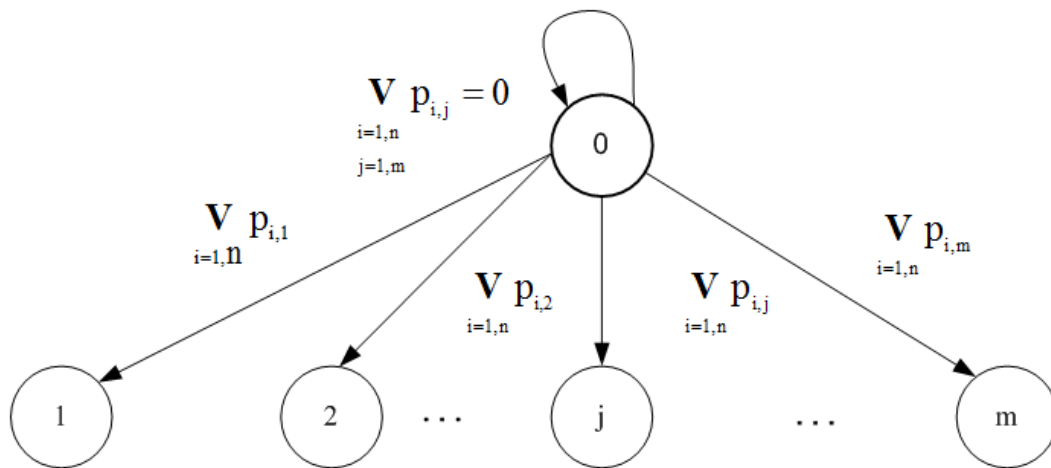 V p_{i,j} = 0
i=1,n
j=1,m
0
V p_{i,1}
i=1,n
V p_{i,m}
i=1,n
V p_{i,2}
i=1,n
V p_{i,j}
i=1,n
1
2
...
j
...
m